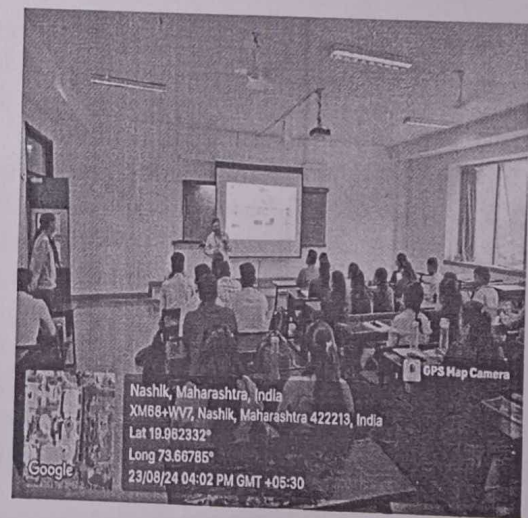 GPS Map Camera
Nashik, Maharashtra, India
XM68+WV7, Nashik, Maharashtra 422213, India
Lat 19.962332°
Long 73.66785°
23/08/24 04:02 PM GMT +05:30
Google